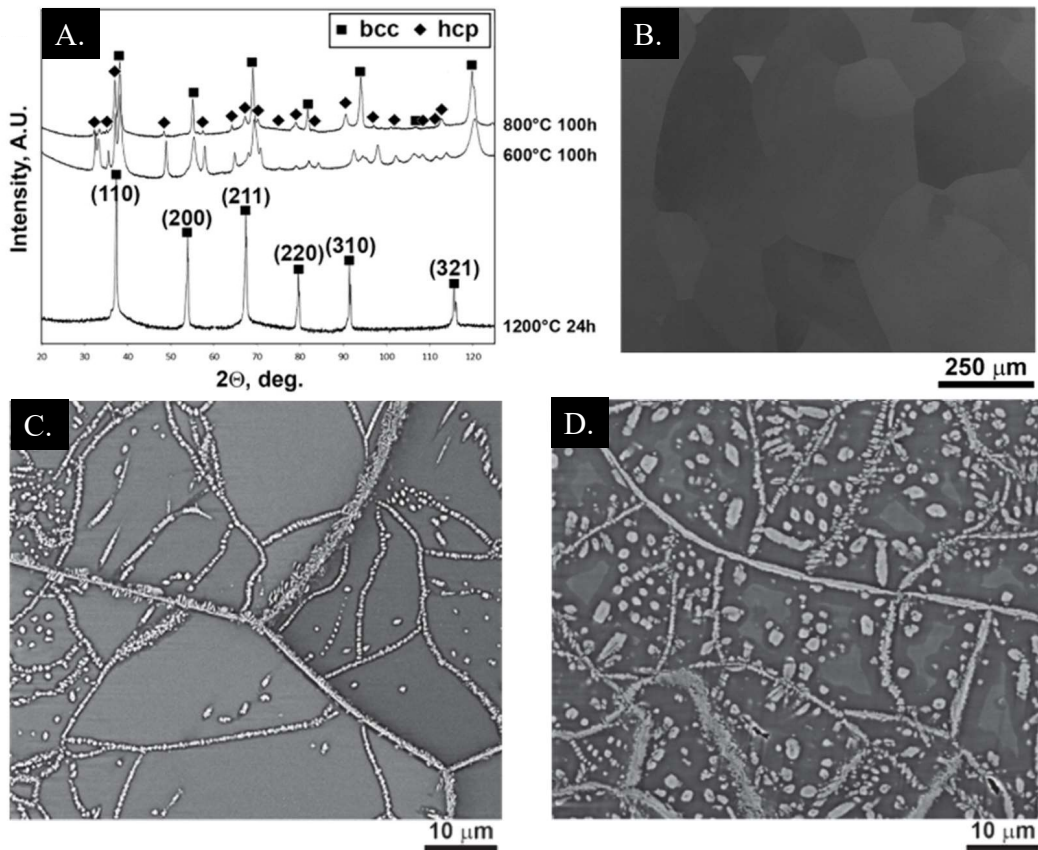 A.
■ bcc ◆ hcp
800°C 100h
600°C 100h
(110)
(200)
(211)
(220)
(310)
(321)
1200°C 24h
Intensity, A.U.
20 30 40 50 60 70 80 90 100 110 120
2Θ, deg.
B.
250 μm
C.
10 μm
D.
10 μm